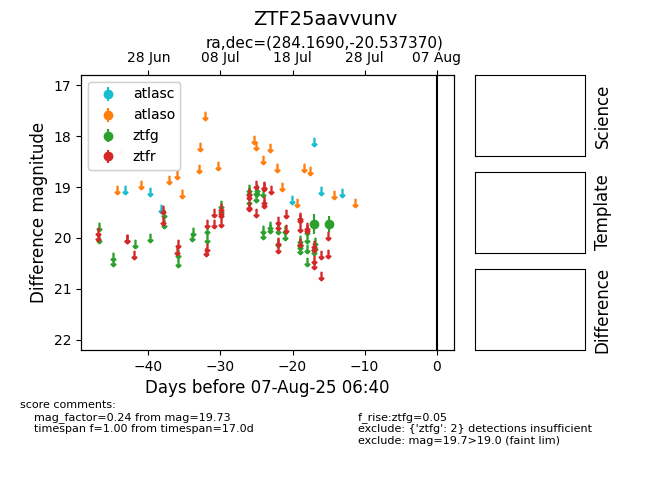 ZTF25aavvunv
ra,dec=(284.1690,-20.537370)
28 Jun 08 Jul 18 Jul 28 Jul 07 Aug
atlasc
atlaso
ztfg
ztfr
17
18
19
20
21
22
Difference magnitude
−40 −30 −20 −10 0
Days before 07-Aug-25 06:40
Science
Template
Difference
score comments:
mag_factor=0.24 from mag=19.73
timespan f=1.00 from timespan=17.0d
f_rise:ztfg=0.05
exclude: {'ztfg': 2} detections insufficient
exclude: mag=19.7>19.0 (faint lim)